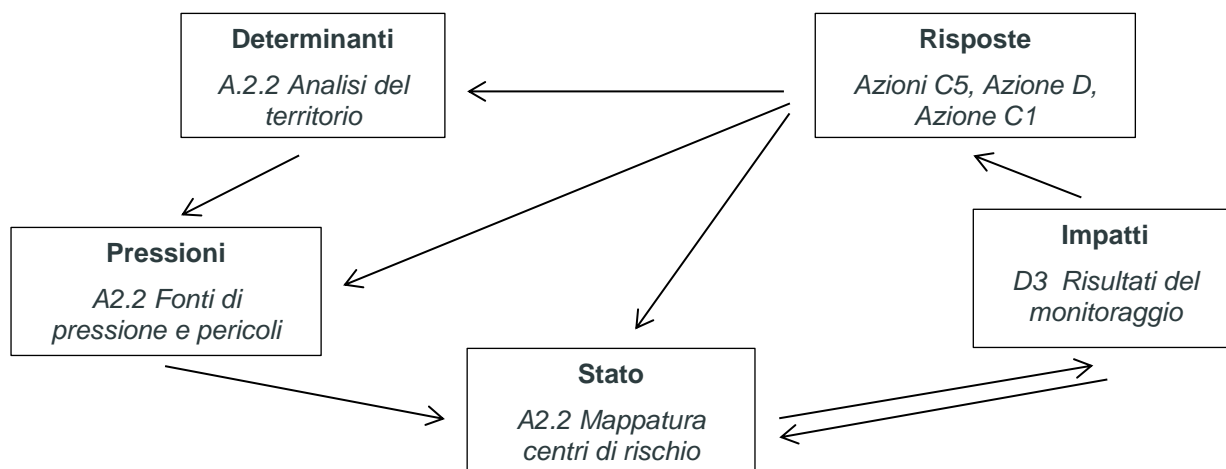 Determinanti
A.2.2 Analisi del
territorio
Risposte
Azioni C5, Azione D,
Azione C1
Pressioni
A2.2 Fonti di
pressione e pericoli
Impatti
D3 Risultati del
monitoraggio
Stato
A2.2 Mappatura
centri di rischio